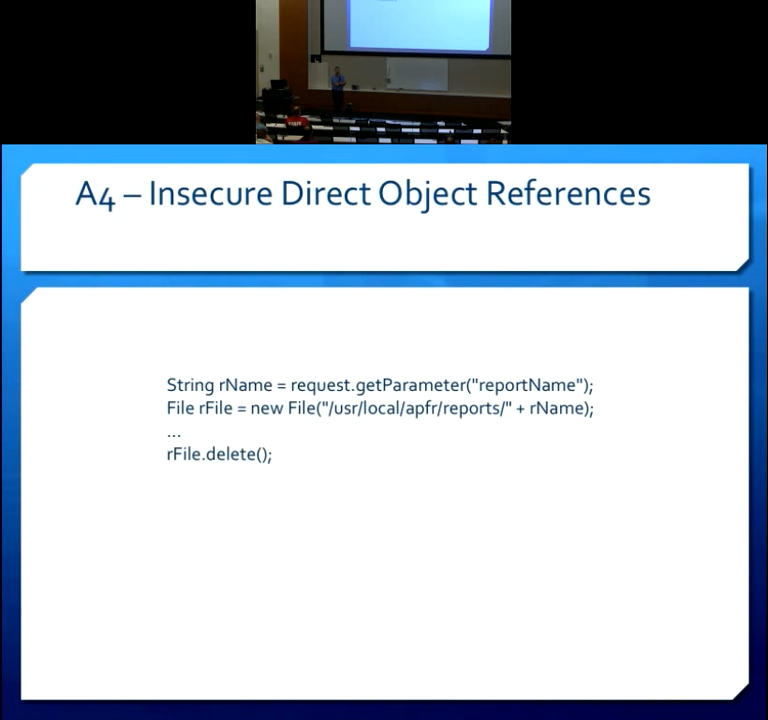 A4 – Insecure Direct Object References
String rName = request.getParameter("reportName");
File rFile = new File("/usr/local/apfr/reports/" + rName);
...
rFile.delete();